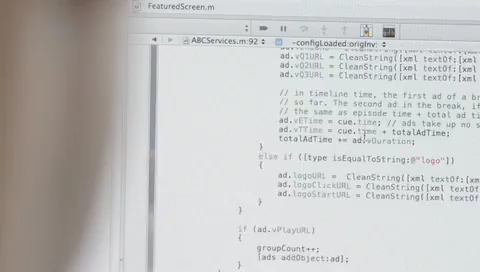 FeaturedScreen.m
ABCServices.m:92 -configLoaded:origInv:
ad.vQ1URL = CleanString([xml textOf:[xml
ad.vQ2URL = CleanString([xml textOf:[xml
ad.vQ3URL = CleanString([xml textOf:[xml
// in timeline time, the first ad of a br
// so far. The second ad in the break, if
// the same as episode time + total ad ti
ad.vETime = cue.time; // ads take up no s
ad.vTTime = cue.time + totalAdTime;
totalAdTime += ad.vDuration;
}
else if ([type isEqualToString:@"logo"])
{
ad.logoURL = CleanString([xml textOf:[xml
ad.logoClickURL = CleanString([xml textOf:[
ad.logoStartURL = CleanString([xml textOf:[
}
}
if (ad.vPlayURL)
{
groupCount++;
[ads addObject:ad];
}